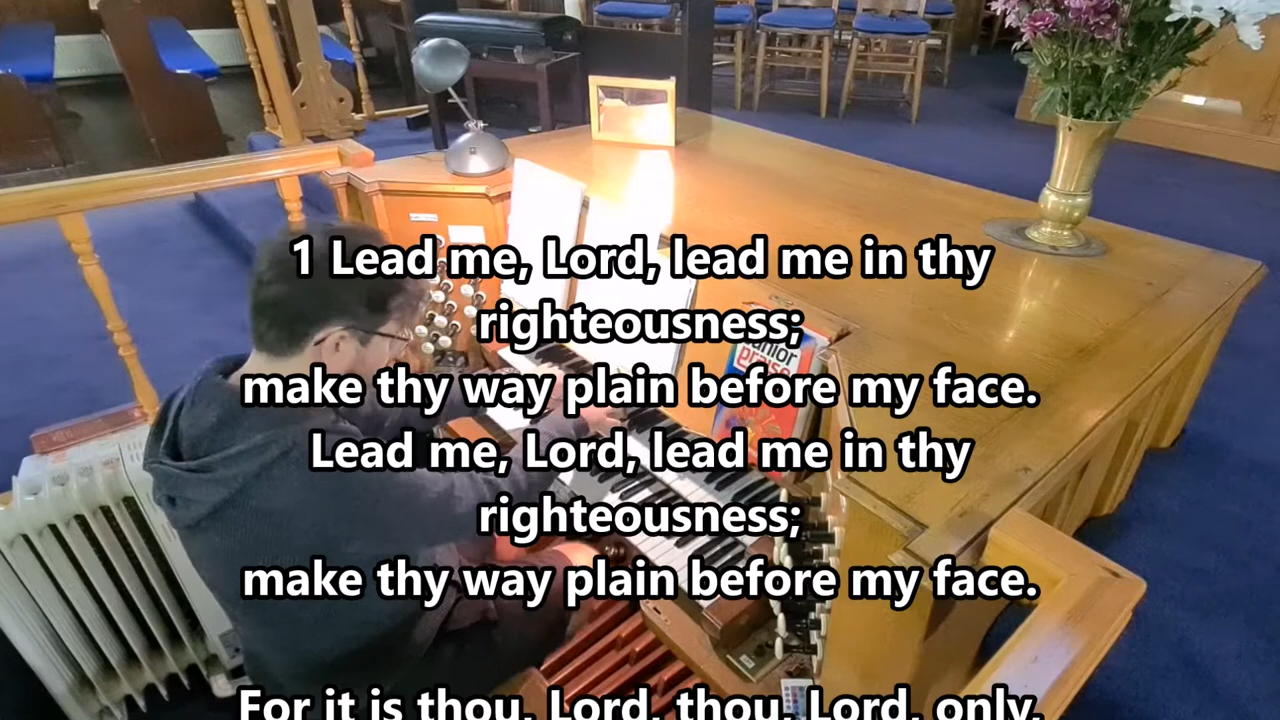 1 Lead me, Lord, lead me in thy
righteousness;
make thy way plain before my face.
Lead me, Lord, lead me in thy
righteousness;
make thy way plain before my face.
For it is thou, Lord, thou, Lord, only,
junior
praise